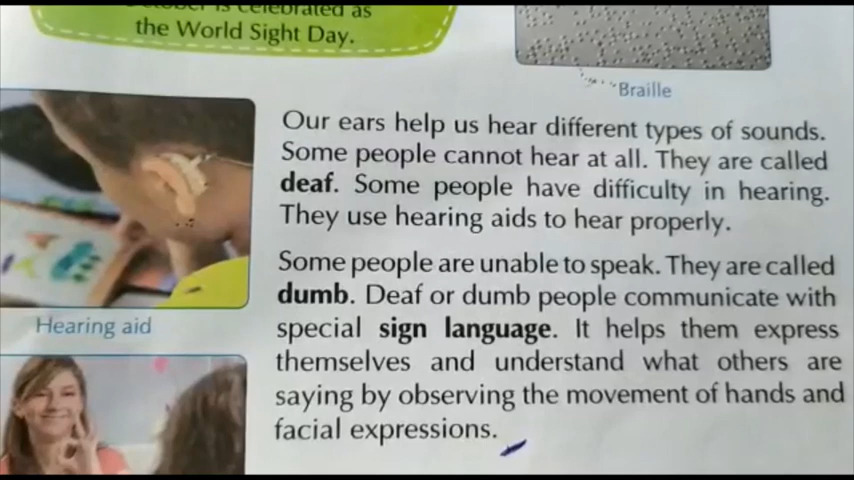 October is celebrated as
the World Sight Day.
Braille
Our ears help us hear different types of sounds.
Some people cannot hear at all. They are called
deaf. Some people have difficulty in hearing.
They use hearing aids to hear properly.
Hearing aid
Some people are unable to speak. They are called
dumb. Deaf or dumb people communicate with
special sign language. It helps them express
themselves and understand what others are
saying by observing the movement of hands and
facial expressions.